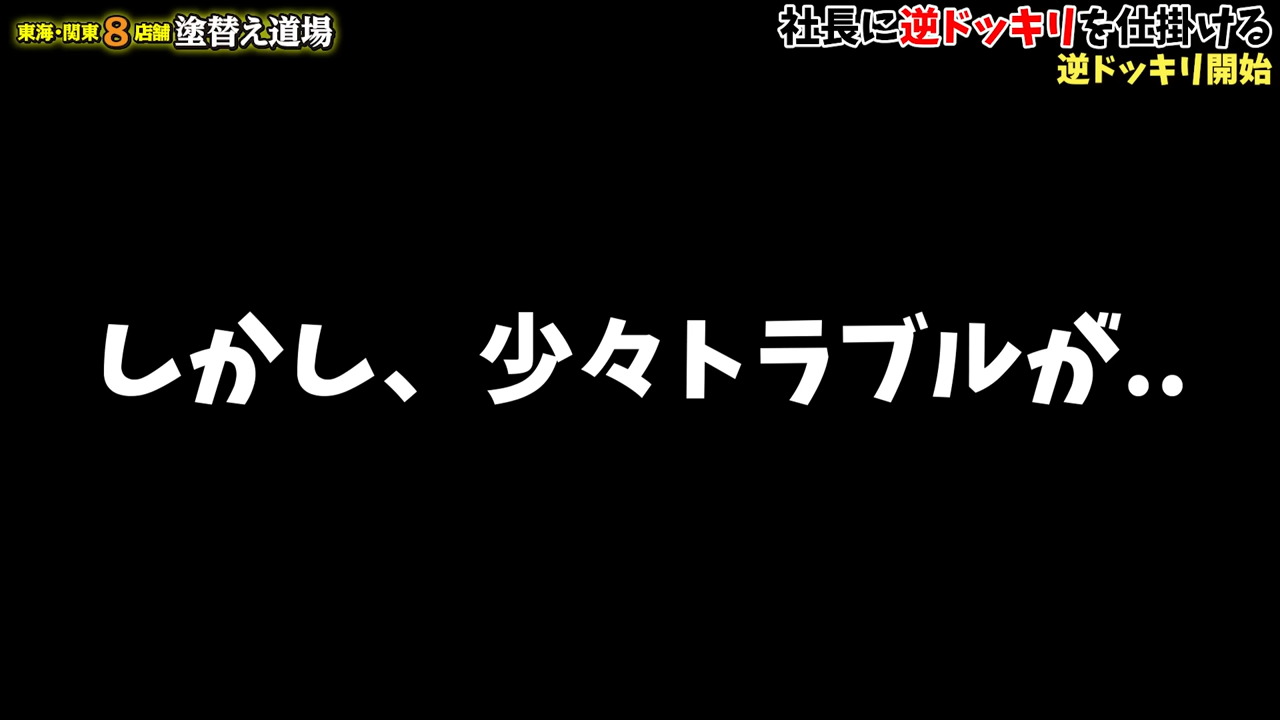 東海・関東8店舗塗替え道場
社長に逆ドッキリを仕掛ける
逆ドッキリ開始
しかし、少々トラブルが..